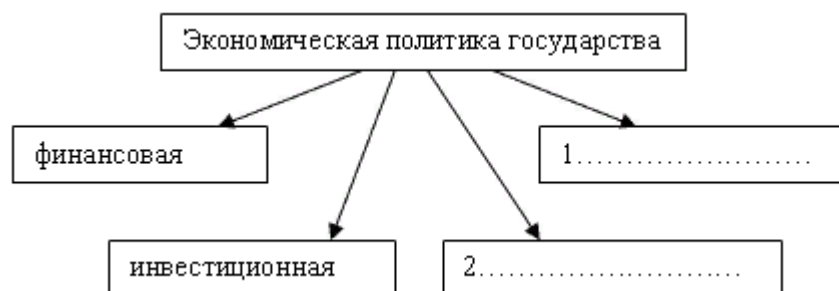 Экономическая политика государства
финансовая
1........................
инвестиционная
2...........................